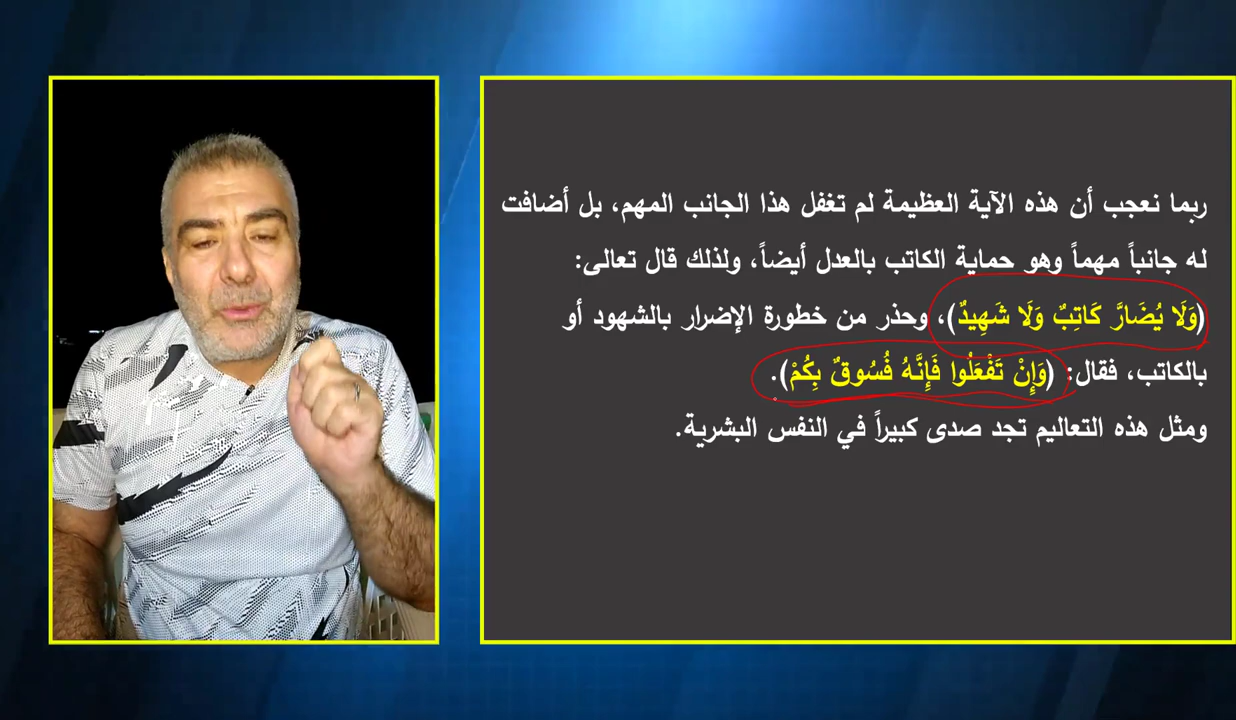 ربما نعجب أن هذه الآية العظيمة لم تغفل هذا الجانب المهم، بل أضافت
له جانباً مهماً وهو حماية الكاتب بالعدل أيضاً، ولذلك قال تعالى:
(وَلَا يُضَارَّ كَاتِبٌ وَلَا شَهِيدٌ)، وحذر من خطورة الإضرار بالشهود أو
بالكاتب، فقال: (وَإِنْ تَفْعَلُوا فَإِنَّهُ فُسُوقٌ بِكُمْ).
ومثل هذه التعاليم تجد صدى كبيراً في النفس البشرية.